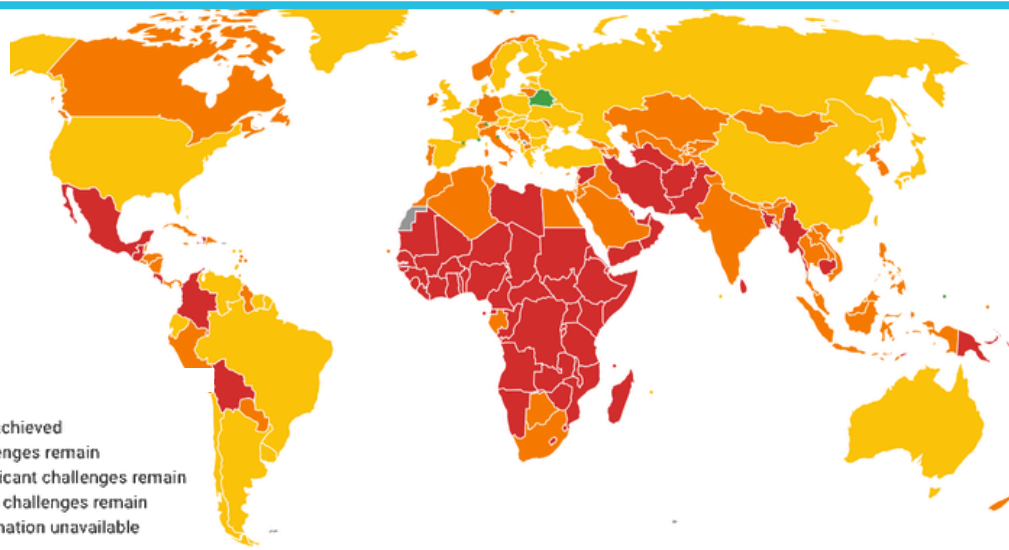 chieved
enges remain
icant challenges remain
challenges remain
nation unavailable